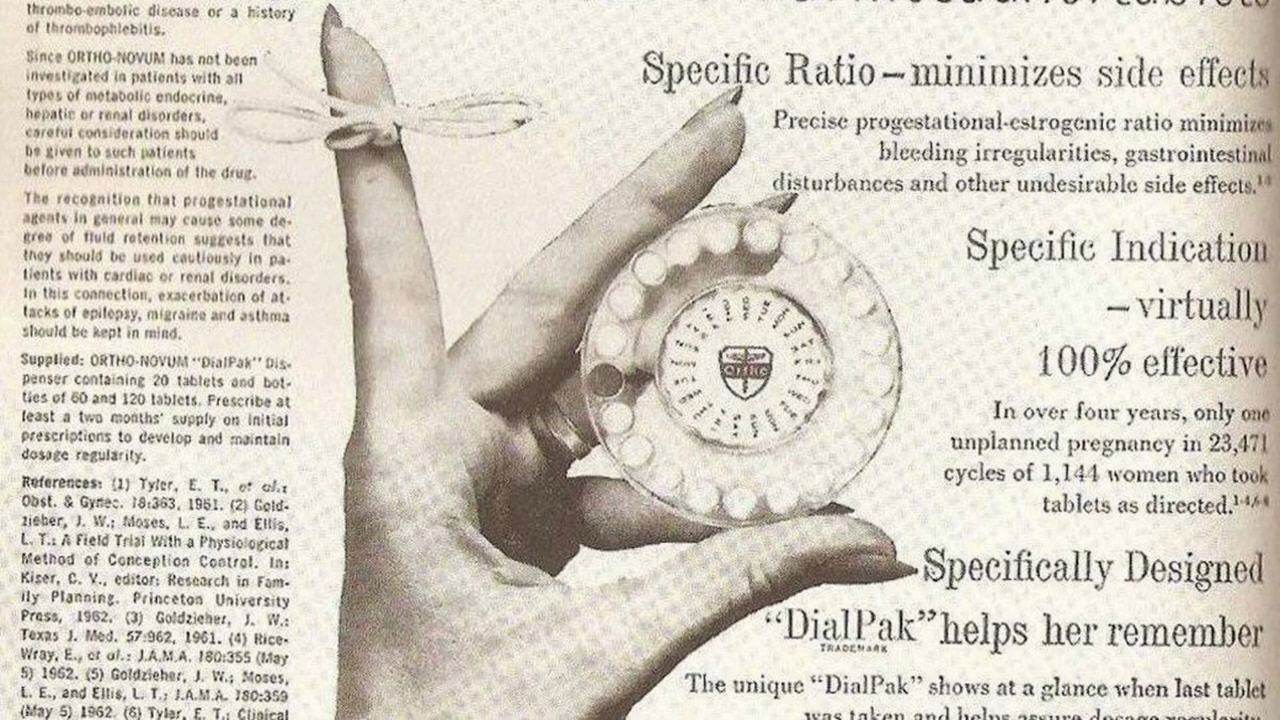 thrombo-embolic disease or a history
of thrombophlebitis.
Since ORTHO-NOVUM has not been
investigated in patients with all
types of metabolic endocrine,
hepatic or renal disorders,
careful consideration should
be given to such patients
before administration of the drug.
The recognition that progestational
agents in general may cause some de-
gree of fluid retention suggests that
they should be used cautiously in pa-
tients with cardiac or renal disorders.
In this connection, exacerbation of at-
tacks of epilepsy, migraine and asthma
should be kept in mind.
Supplied: ORTHO-NOVUM "DialPak" Dis-
penser containing 20 tablets and bot-
tles of 60 and 120 tablets. Prescribe at
least a two months' supply on initial
prescriptions to develop and maintain
dosage regularity.
References: (1) Tyler, E. T., et al.:
Obst. & Gynec. 18:363, 1961. (2) Gold-
zieher, J. W.; Moses, L. E., and Ellis,
L. T.: A Field Trial With a Physiological
Method of Conception Control. In:
Kiser, C. V., editor: Research in Fam-
ily Planning. Princeton University
Press, 1962. (3) Goldzieher, J. W.:
Texas J. Med. 57:962, 1961. (4) Rice-
Wray, E., et al.: J.A.M.A. 180:355 (May
5) 1962. (5) Goldzieher, J. W.; Moses,
L. E., and Ellis, L. T.: J.A.M.A. 180:359
(May 5) 1962. (6) Tyler, E. T.: Clinical
Ortho
Specific Ratio—minimizes side effects
Precise progestational-estrogenic ratio minimizes
bleeding irregularities, gastrointestinal
disturbances and other undesirable side effects.
Specific Indication
—virtually
100% effective
In over four years, only one
unplanned pregnancy in 23,471
cycles of 1,144 women who took
tablets as directed.
Specifically Designed
"DialPak" helps her remember
TRADEMARK
The unique "DialPak" shows at a glance when last tablet
was taken and helps assure dosage regularity.